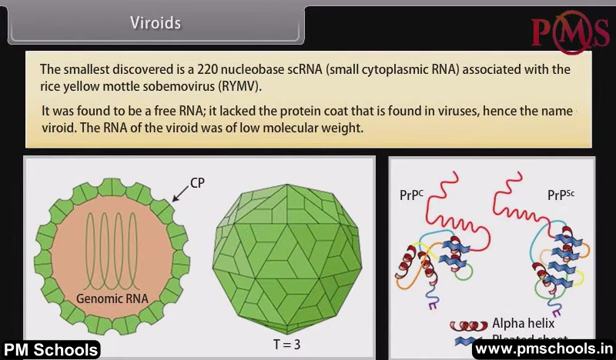 Viroids
PMS
The smallest discovered is a 220 nucleobase scRNA (small cytoplasmic RNA) associated with the
rice yellow mottle sobemovirus (RYMV).
It was found to be a free RNA; it lacked the protein coat that is found in viruses, hence the name
viroid. The RNA of the viroid was of low molecular weight.
CP
Genomic RNA
T = 3
PrPC
PrPSc
Alpha helix
Pleated sheet
PM Schools
www.pmschools.in